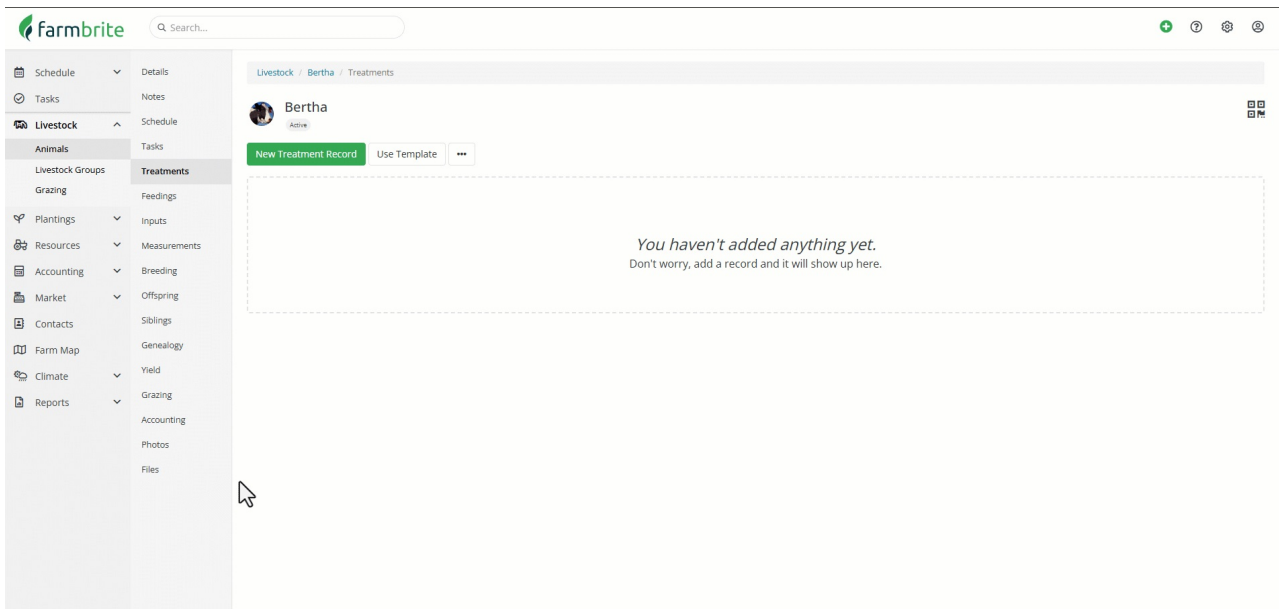 farmbrite
Search...
Schedule
Tasks
Livestock
Animals
Livestock Groups
Grazing
Plantings
Resources
Accounting
Market
Contacts
Farm Map
Climate
Reports
Details
Notes
Schedule
Tasks
Treatments
Feedings
Inputs
Measurements
Breeding
Offspring
Siblings
Genealogy
Yield
Grazing
Accounting
Photos
Files
Livestock / Bertha / Treatments
Bertha
Active
New Treatment Record Use Template •••
You haven't added anything yet.
Don't worry, add a record and it will show up here.